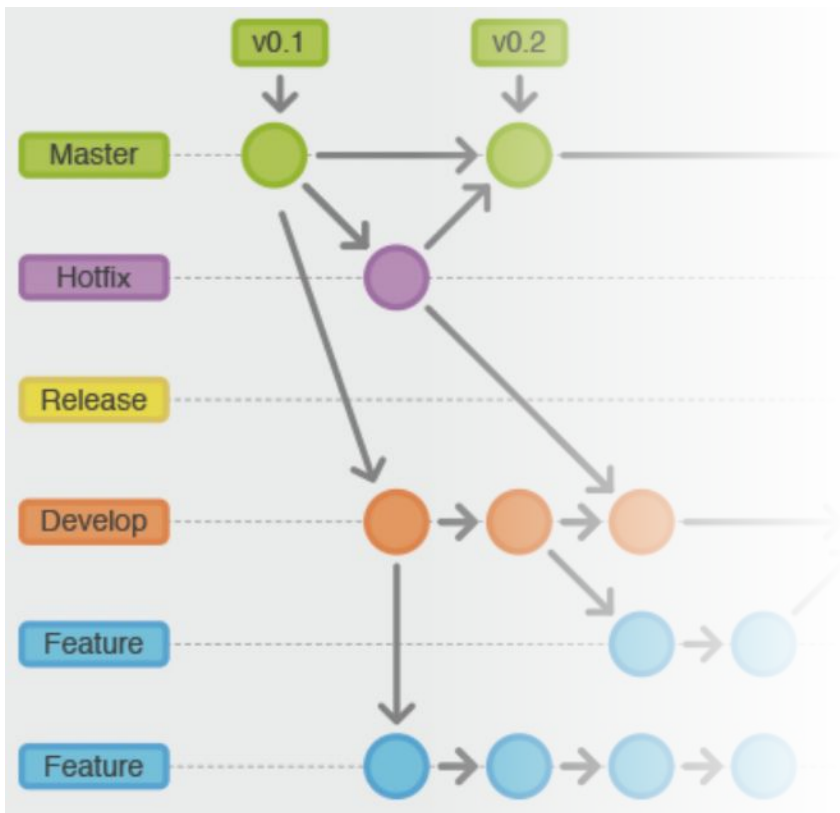 v0.1
v0.2
Master
Hotfix
Release
Develop
Feature
Feature